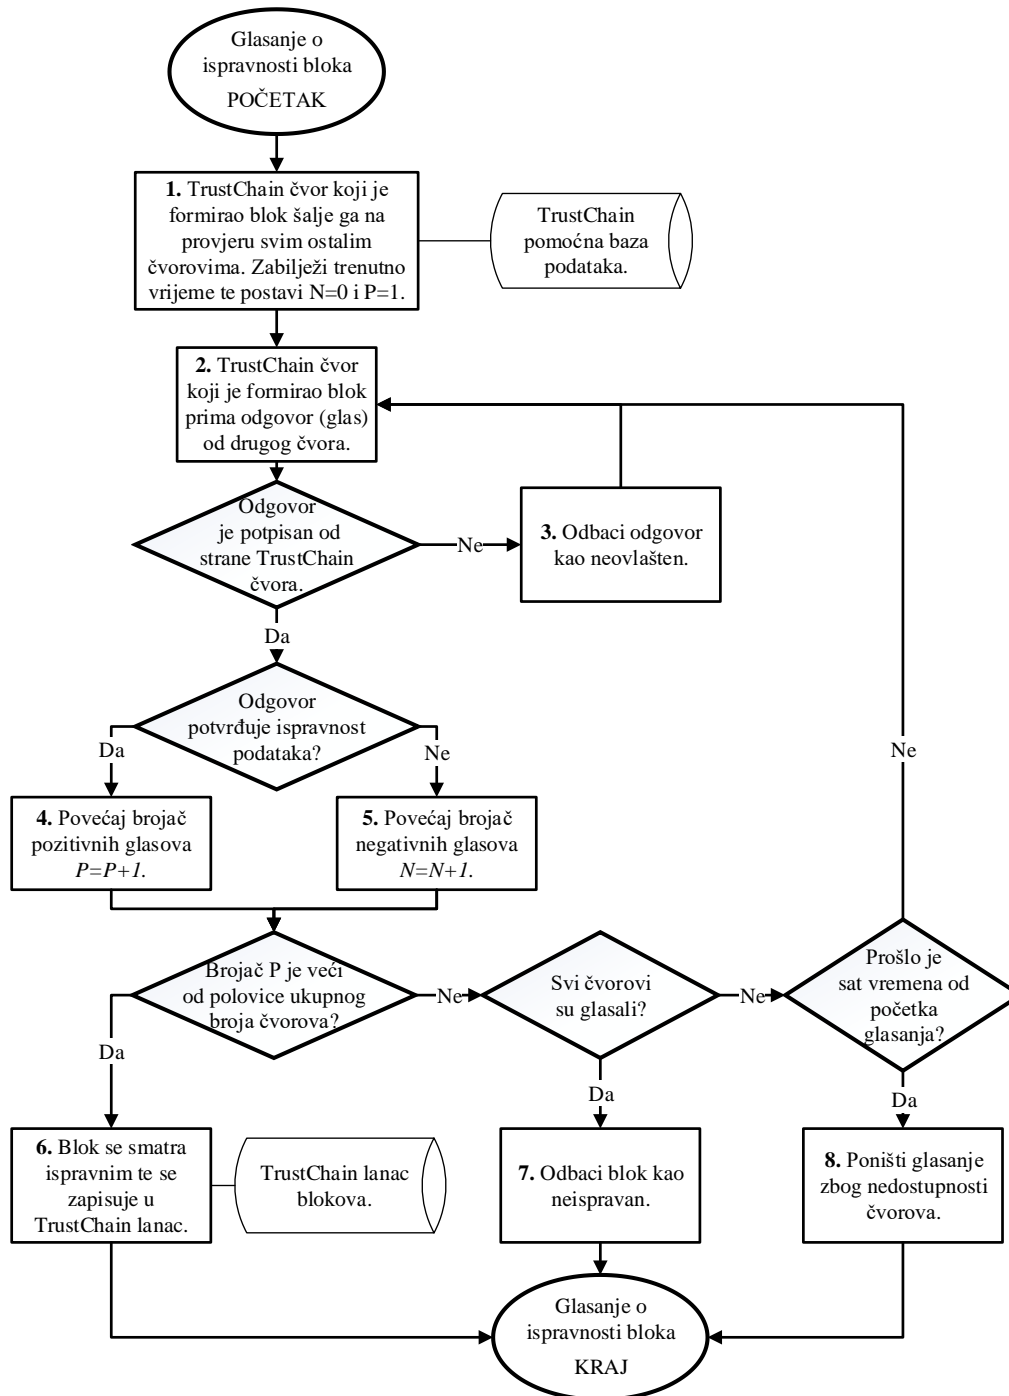 Glasanje o
ispravnosti bloka
POČETAK
1. TrustChain čvor koji je
formirao blok šalje ga na
provjeru svim ostalim
čvorovima. Zabilježi trenutno
vrijeme te postavi N=0 i P=1.
TrustChain
pomoćna baza
podataka.
2. TrustChain čvor
koji je formirao blok
prima odgovor (glas)
od drugog čvora.
Odgovor
je potpisan od
strane TrustChain
čvora.
Ne
3. Odbaci odgovor
kao neovlašten.
Da
Odgovor
potvrđuje ispravnost
podataka?
Da
Ne
Ne
4. Povećaj brojač
pozitivnih glasova
P=P+1.
5. Povećaj brojač
negativnih glasova
N=N+1.
Brojač P je veći
od polovice ukupnog
broja čvorova?
Ne
Svi čvorovi
su glasali?
Ne
Prošlo je
sat vremena od
početka
glasanja?
Da
Da
Da
6. Blok se smatra
ispravnim te se
zapisuje u
TrustChain lanac.
TrustChain lanac
blokova.
7. Odbaci blok kao
neispravan.
8. Poništi glasanje
zbog nedostupnosti
čvorova.
Glasanje o
ispravnosti bloka
KRAJ